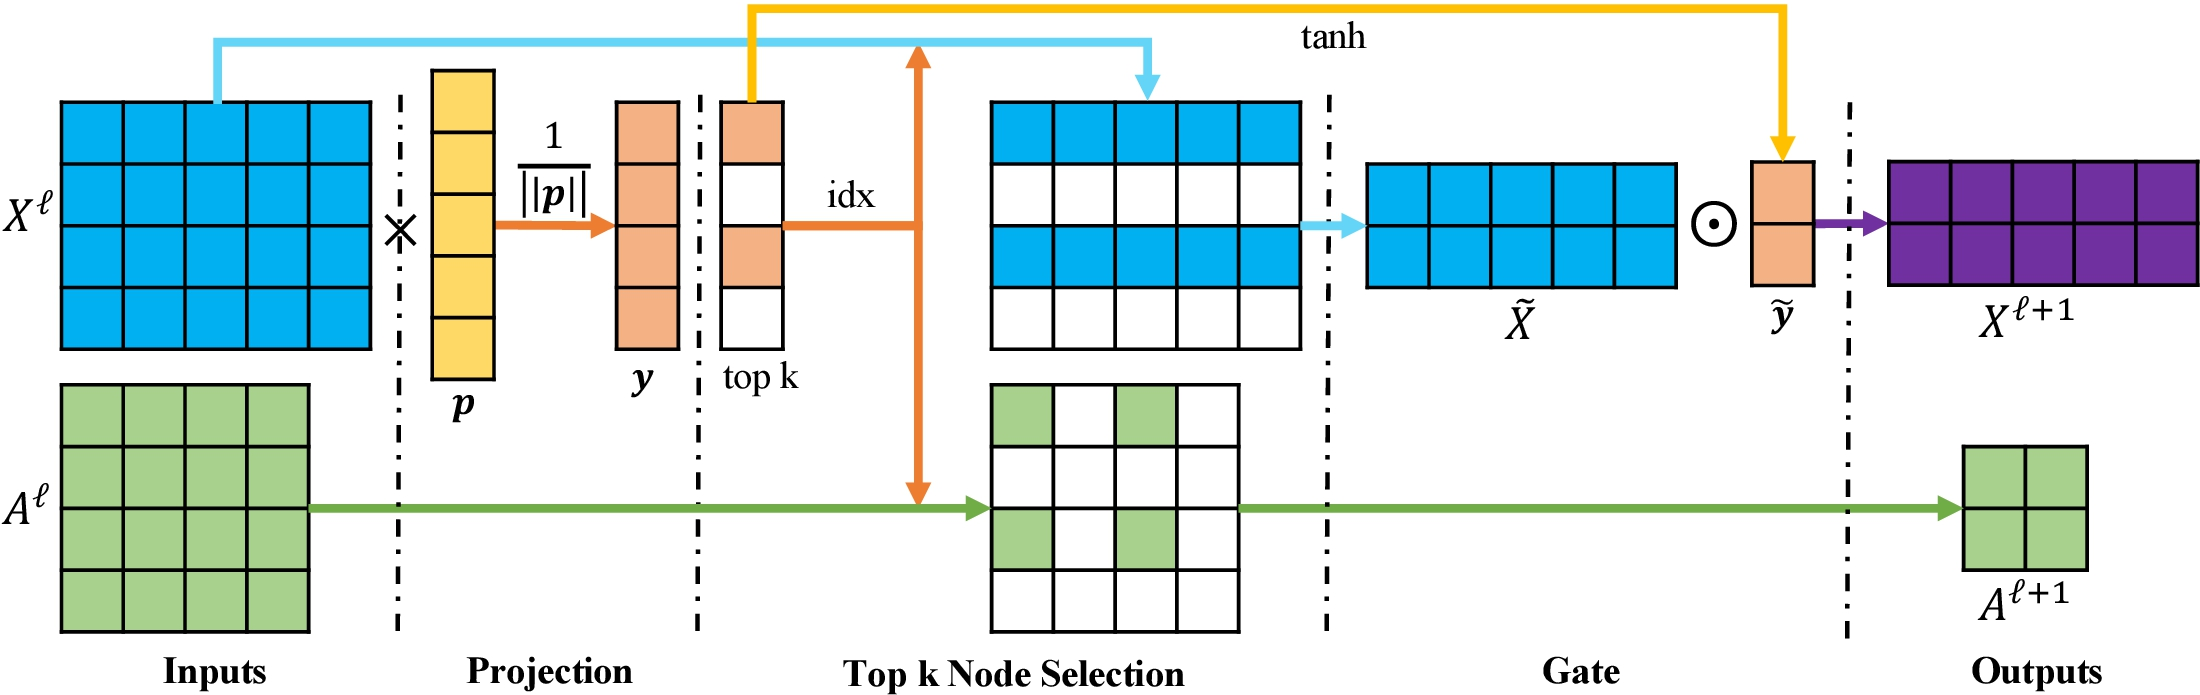 tanh
1
||p||
idx
X^ℓ
×
⊙
y
top k
p
X̃
ỹ
X^{ℓ+1}
A^ℓ
A^{ℓ+1}
Inputs
Projection
Top k Node Selection
Gate
Outputs